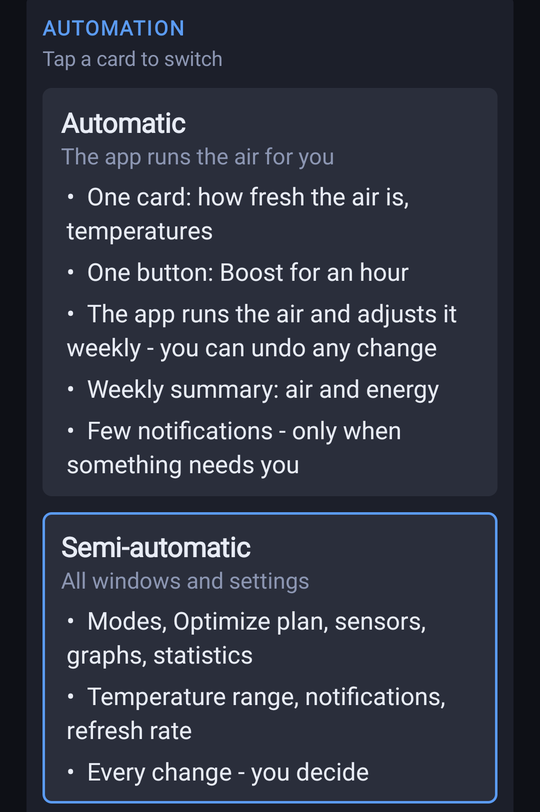 AUTOMATION
Tap a card to switch
Automatic
The app runs the air for you
• One card: how fresh the air is,
temperatures
• One button: Boost for an hour
• The app runs the air and adjusts it
weekly - you can undo any change
• Weekly summary: air and energy
• Few notifications - only when
something needs you
Semi-automatic
All windows and settings
• Modes, Optimize plan, sensors,
graphs, statistics
• Temperature range, notifications,
refresh rate
• Every change - you decide